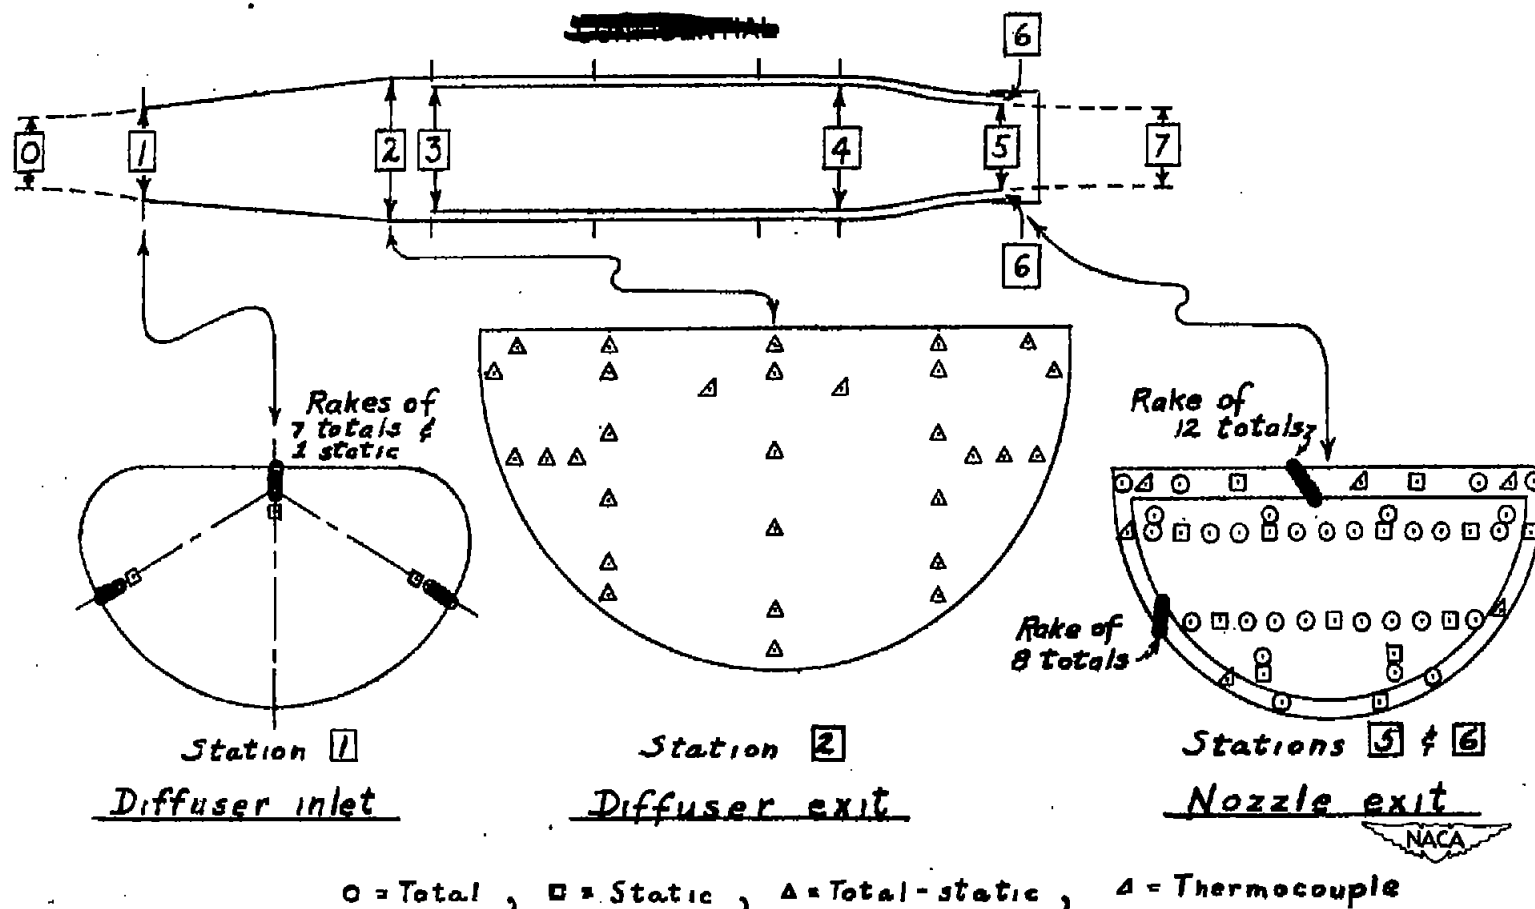 6
0
1
2
3
4
5
7
6
Rakes of
7 totals &
1 static
Rake of
12 totals
Rake of
8 totals
Station 1
Diffuser inlet
Station 2
Diffuser exit
Stations 5 & 6
Nozzle exit
NACA
O = Total , □ = Static , △ = Total-static , ⊿ = Thermocouple